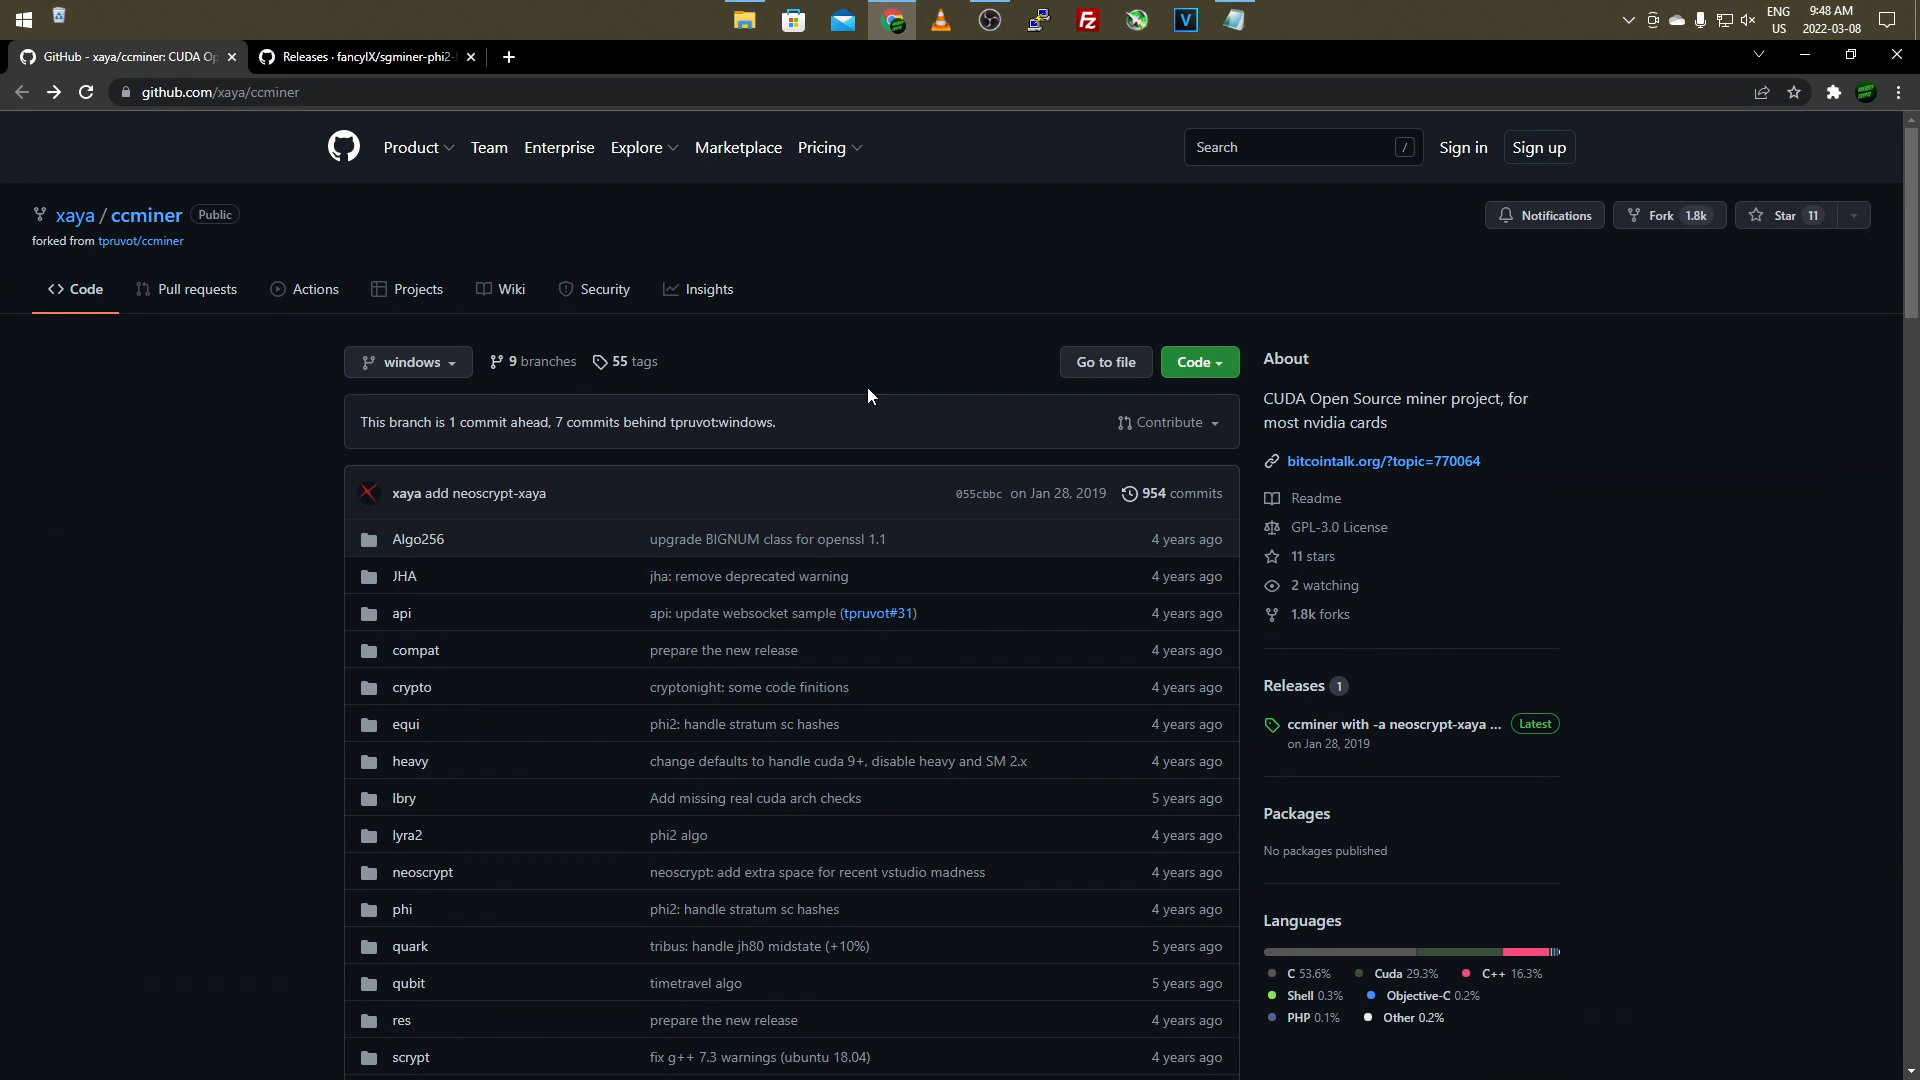 ENG
US
9:48 AM
2022-03-08
GitHub - xaya/ccminer: CUDA Op
Releases · fancyIX/sgminer-phi2-
github.com/xaya/ccminer
Product
Team
Enterprise
Explore
Marketplace
Pricing
Search
/
Sign in
Sign up
xaya / ccminer
Public
forked from tpruvot/ccminer
Notifications
Fork 1.8k
Star 11
Code
Pull requests
Actions
Projects
Wiki
Security
Insights
windows
9 branches
55 tags
Go to file
Code
This branch is 1 commit ahead, 7 commits behind tpruvot:windows.
Contribute
xaya add neoscrypt-xaya
055cbbc on Jan 28, 2019
954 commits
Algo256 upgrade BIGNUM class for openssl 1.1 4 years ago
JHA jha: remove deprecated warning 4 years ago
api api: update websocket sample (tpruvot#31) 4 years ago
compat prepare the new release 4 years ago
crypto cryptonight: some code finitions 4 years ago
equi phi2: handle stratum sc hashes 4 years ago
heavy change defaults to handle cuda 9+, disable heavy and SM 2.x 4 years ago
lbry Add missing real cuda arch checks 5 years ago
lyra2 phi2 algo 4 years ago
neoscrypt neoscrypt: add extra space for recent vstudio madness 4 years ago
phi phi2: handle stratum sc hashes 4 years ago
quark tribus: handle jh80 midstate (+10%) 5 years ago
qubit timetravel algo 5 years ago
res prepare the new release 4 years ago
scrypt fix g++ 7.3 warnings (ubuntu 18.04) 4 years ago
About
CUDA Open Source miner project, for
most nvidia cards
bitcointalk.org/?topic=770064
Readme
GPL-3.0 License
11 stars
2 watching
1.8k forks
Releases 1
ccminer with -a neoscrypt-xaya ... Latest
on Jan 28, 2019
Packages
No packages published
Languages
C 53.6% Cuda 29.3% C++ 16.3%
Shell 0.3% Objective-C 0.2%
PHP 0.1% Other 0.2%